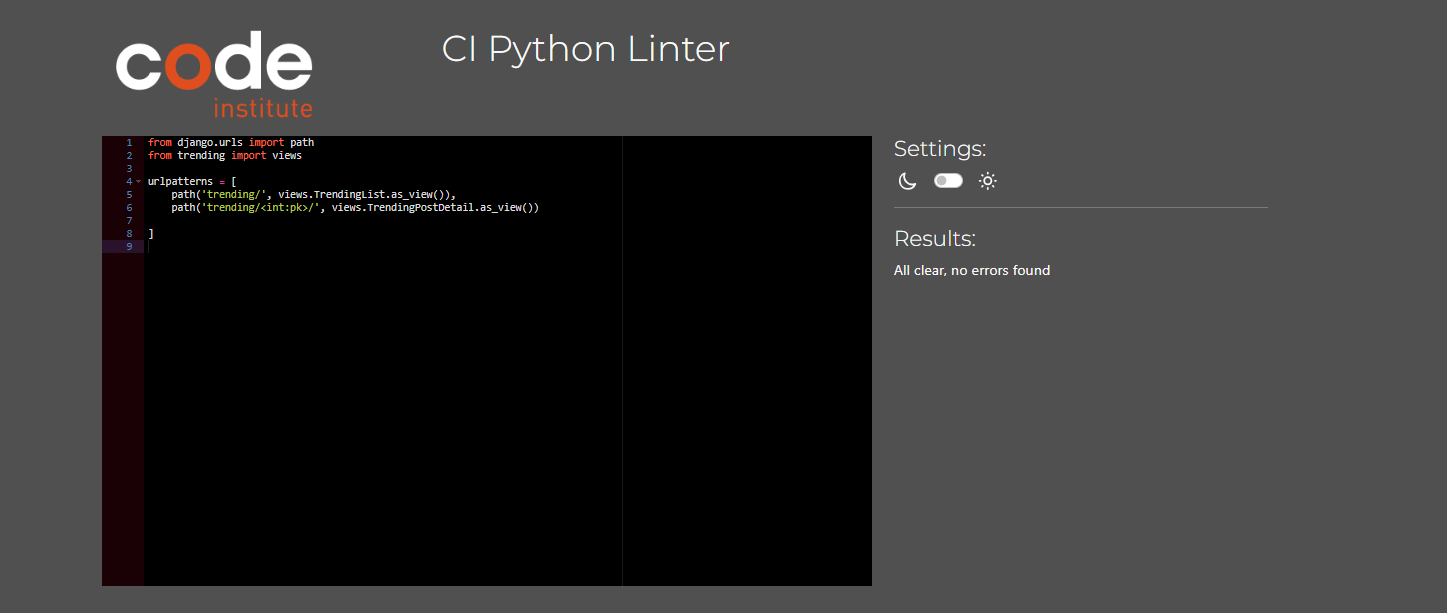 code
institute
CI Python Linter
1 from django.urls import path
2 from trending import views
3
4 urlpatterns = [
5     path('trending/', views.TrendingList.as_view()),
6     path('trending/<int:pk>/', views.TrendingPostDetail.as_view())
7
8 ]
9
Settings:
Results:
All clear, no errors found